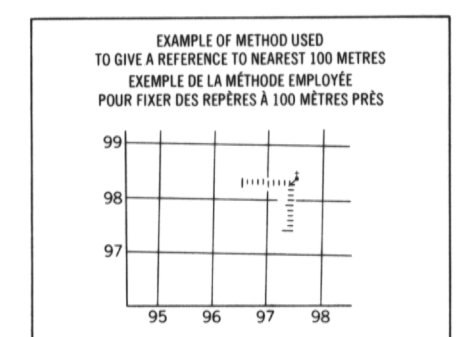 EXAMPLE OF METHOD USED
TO GIVE A REFERENCE TO NEAREST 100 METRES
EXEMPLE DE LA MÉTHODE EMPLOYÉE
POUR FIXER DES REPÈRES À 100 MÈTRES PRÈS
99
98
97
95 96 97 98